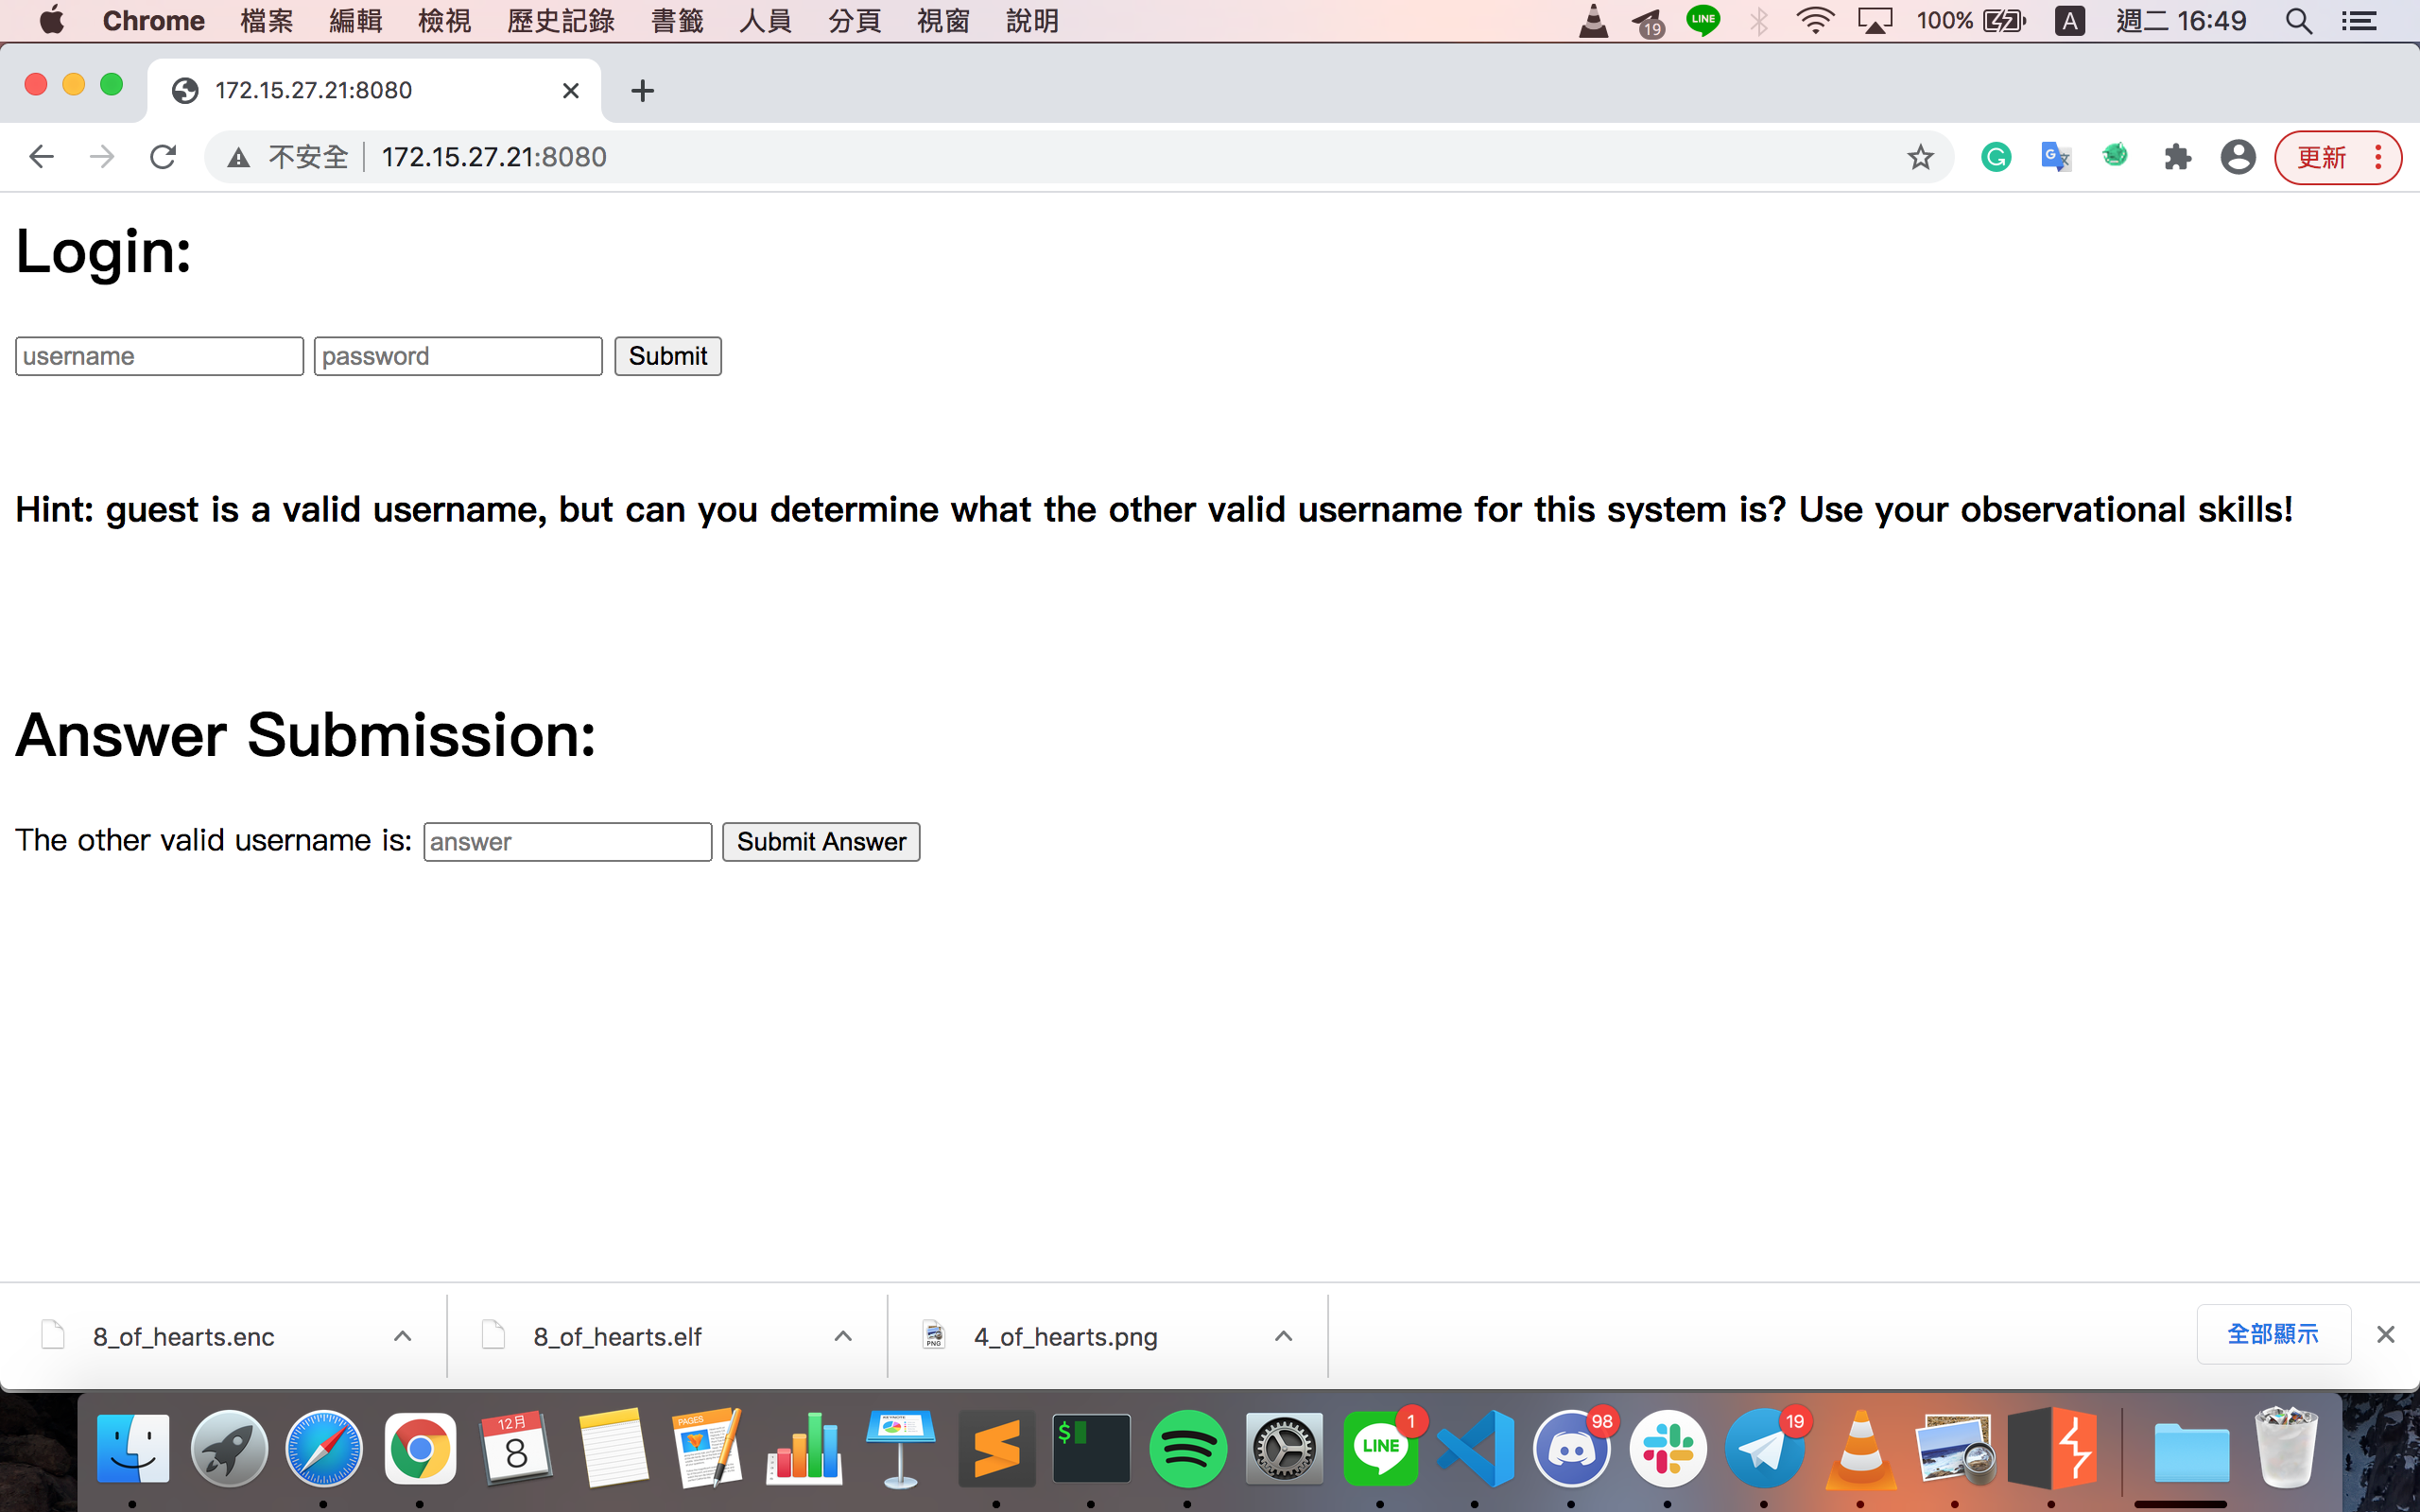 Chrome 檔案 編輯 檢視 歷史記錄 書籤 人員 分頁 視窗 說明 19 LINE 100% A 週二 16:49
172.15.27.21:8080
不安全 172.15.27.21:8080 更新
Login:
username password Submit
Hint: guest is a valid username, but can you determine what the other valid username for this system is? Use your observational skills!
Answer Submission:
The other valid username is: answer Submit Answer
8_of_hearts.enc 8_of_hearts.elf 4_of_hearts.png 全部顯示
12月 8 PAGES KEYNOTE $ LINE 1 98 19